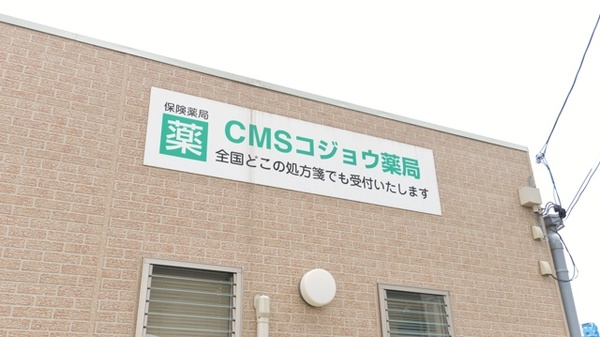 保険薬局
薬
CMSコジョウ薬局
全国どこの処方箋でも受付いたします